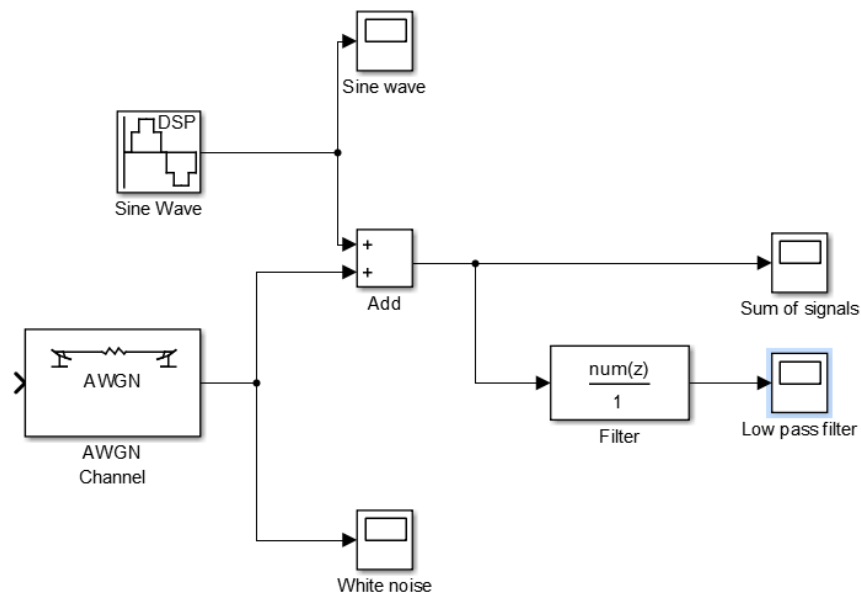 Sine wave
DSP
Sine Wave
+
+
Add
Sum of signals
AWGN
AWGN
Channel
num(z)
1
Filter
Low pass filter
White noise